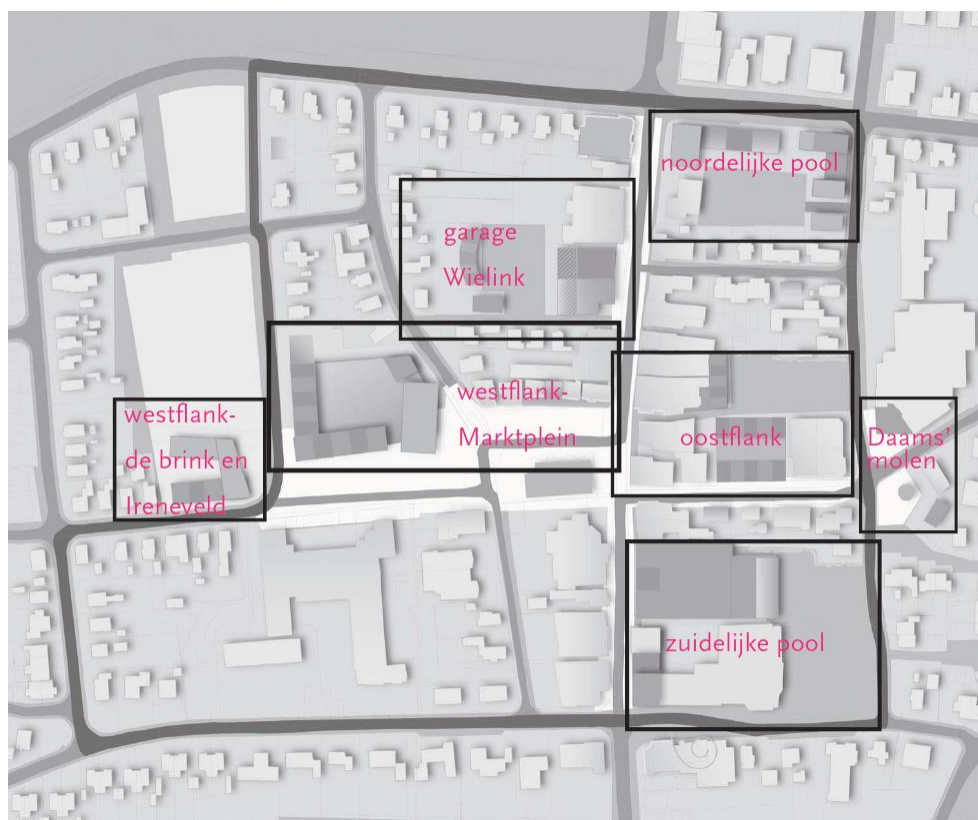 noordelijke pool
garage
Wielink
westflank-
Marktplein
westflank-
de brink en
Ireneveld
oostflank
Daams'
molen
zuidelijke pool